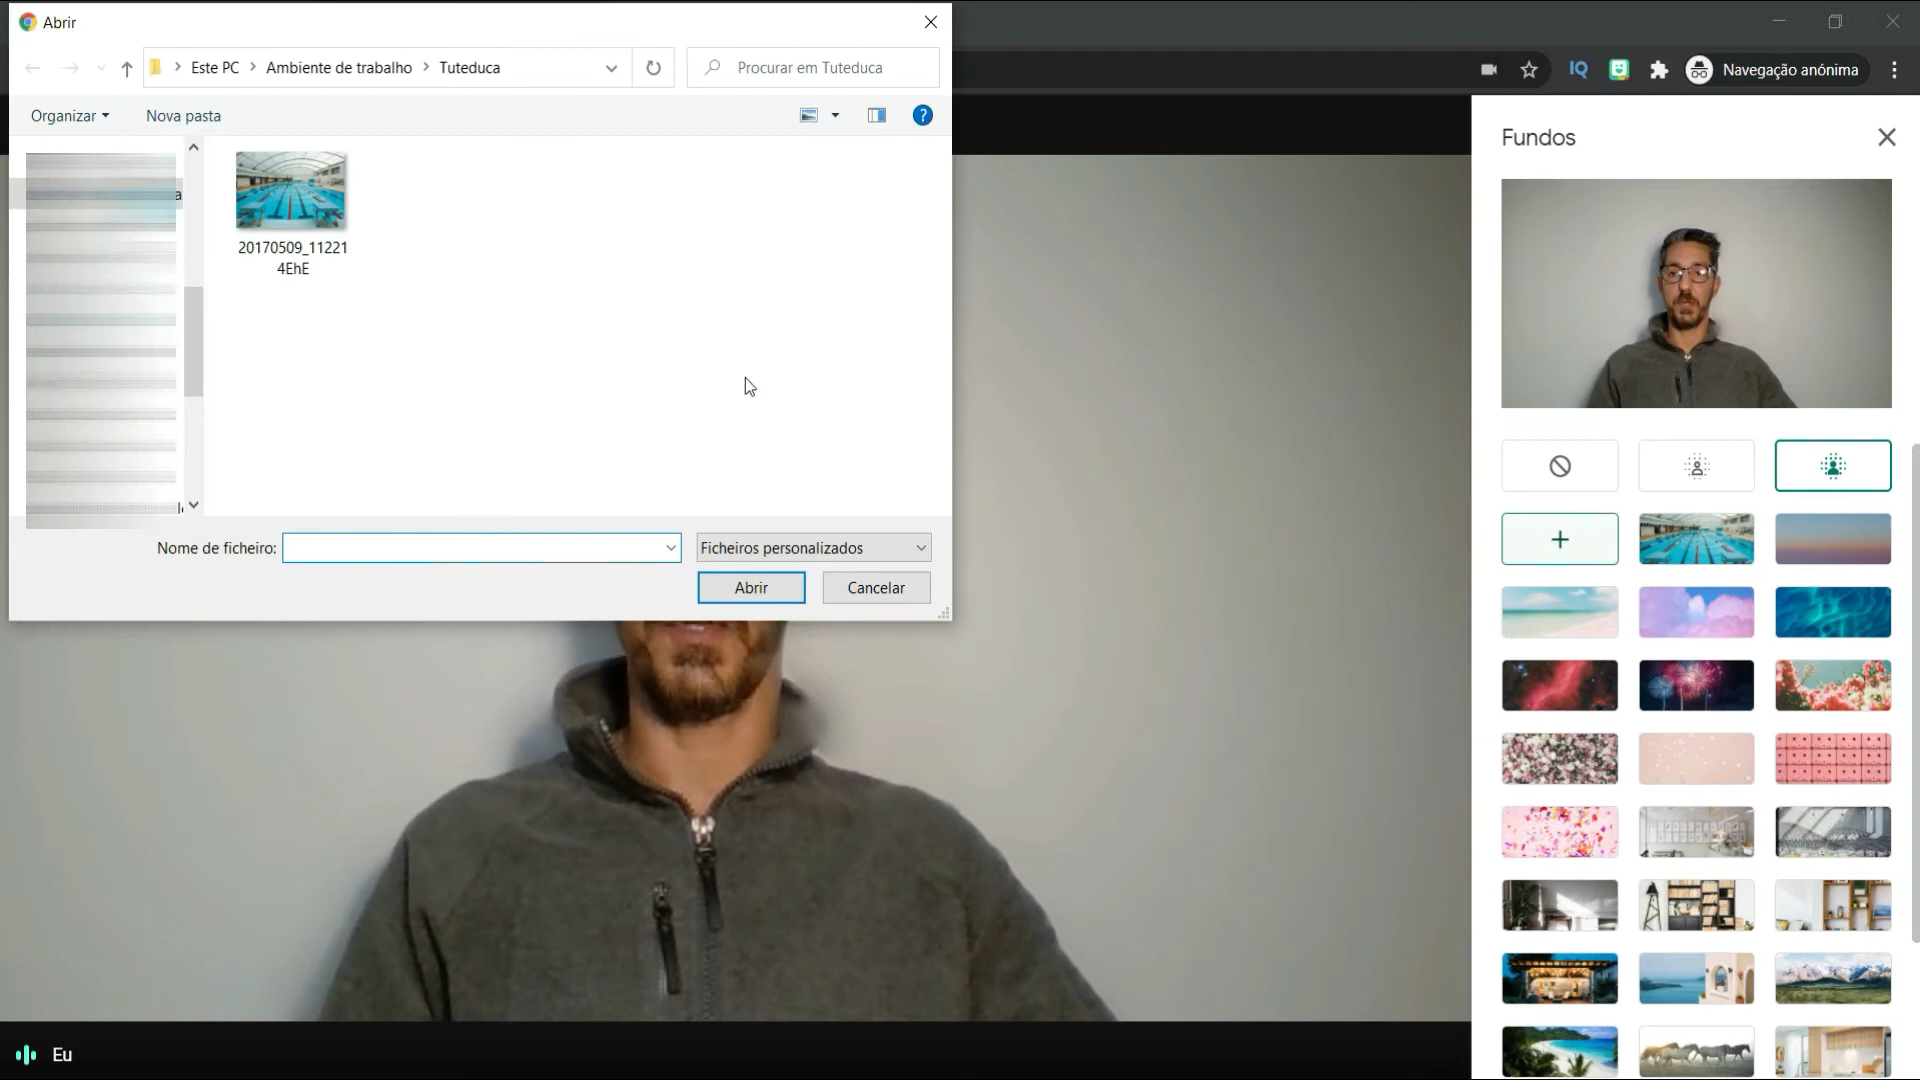 Abrir
Este PC > Ambiente de trabalho > Tuteduca
Procurar em Tuteduca
Navegação anónima
Organizar
Nova pasta
Fundos
20170509_11221
4EhE
Nome de ficheiro:
Ficheiros personalizados
Abrir
Cancelar
Eu